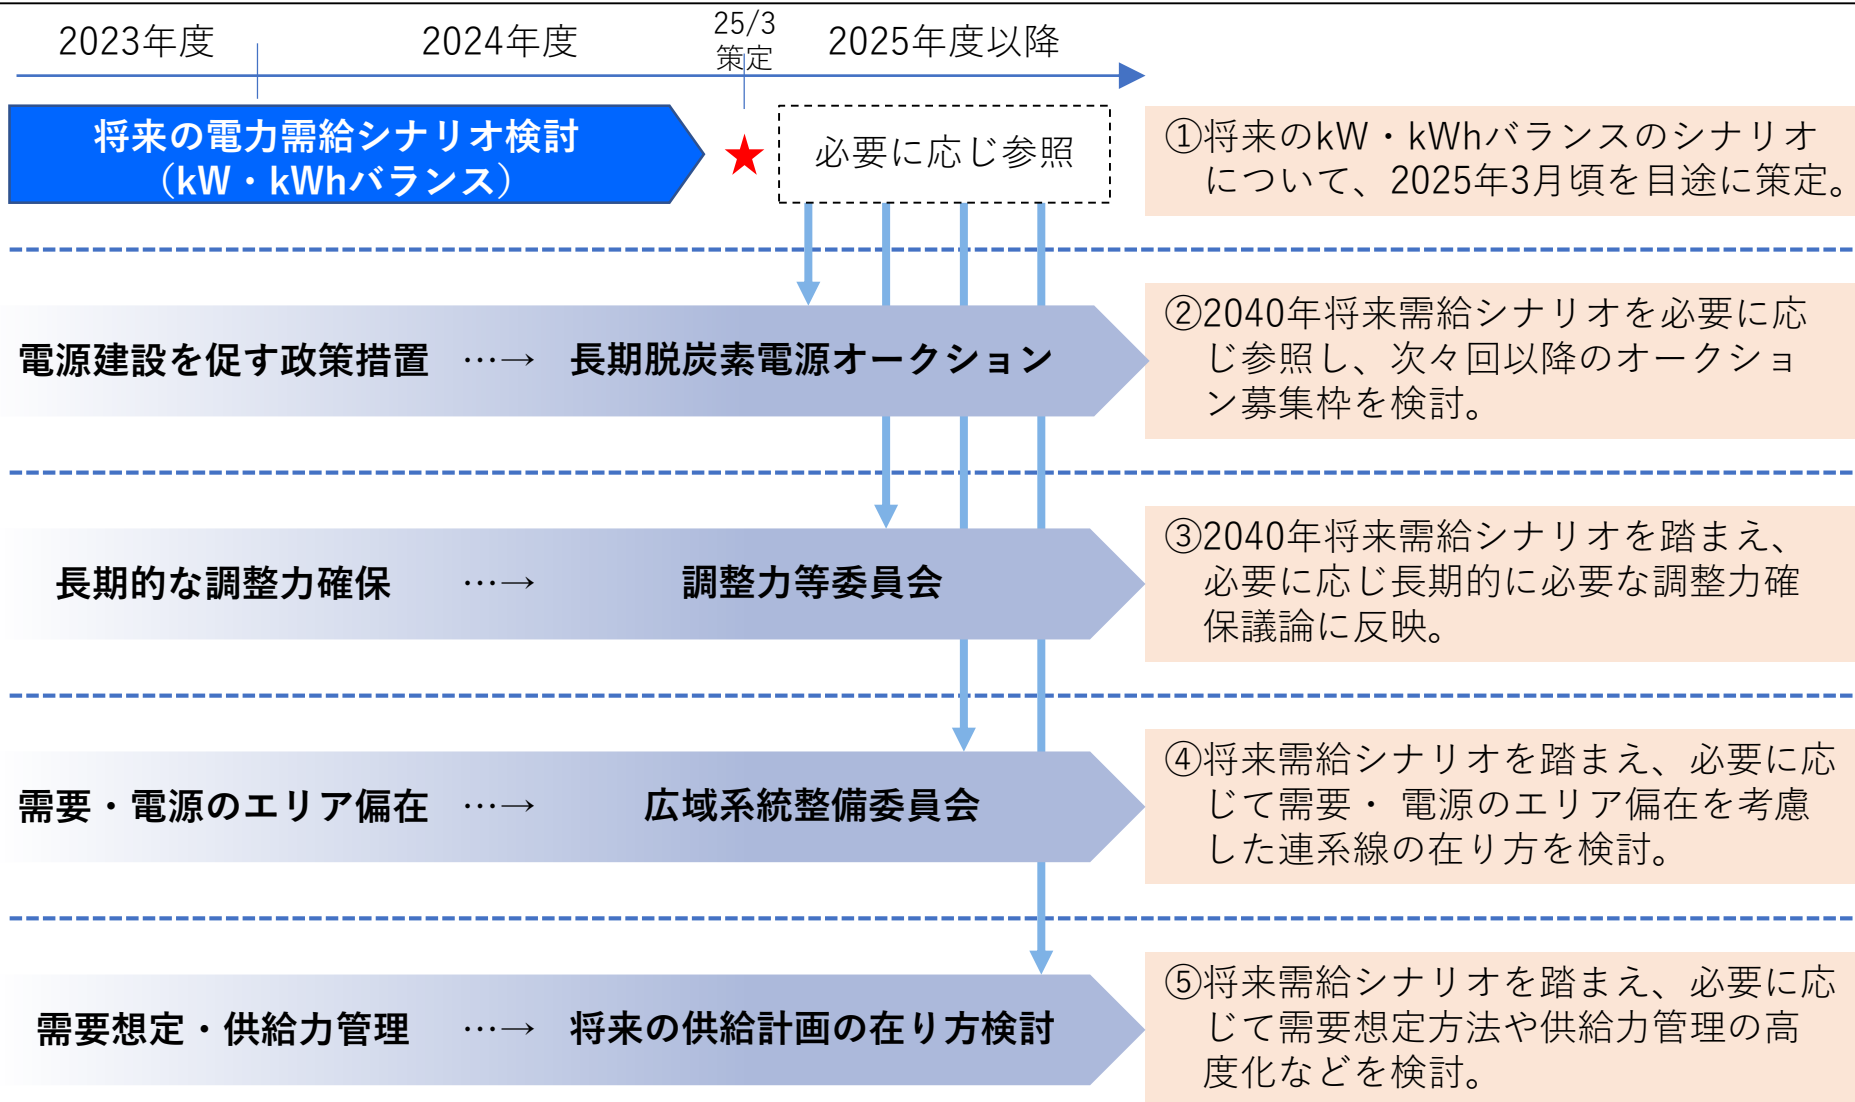 2023年度
2024年度
25/3
策定
2025年度以降
将来の電力需給シナリオ検討
（kW・kWhバランス）
★
必要に応じ参照
①将来のkW・kWhバランスのシナリオ
について、2025年3月頃を目途に策定。
電源建設を促す政策措置 …→ 長期脱炭素電源オークション
②2040年将来需給シナリオを必要に応
じ参照し、次々回以降のオークショ
ン募集枠を検討。
長期的な調整力確保 …→ 調整力等委員会
③2040年将来需給シナリオを踏まえ、
必要に応じ長期的に必要な調整力確
保議論に反映。
需要・電源のエリア偏在 …→ 広域系統整備委員会
④将来需給シナリオを踏まえ、必要に応
じて需要・ 電源のエリア偏在を考慮
した連系線の在り方を検討。
需要想定・供給力管理 …→ 将来の供給計画の在り方検討
⑤将来需給シナリオを踏まえ、必要に応
じて需要想定方法や供給力管理の高
度化などを検討。